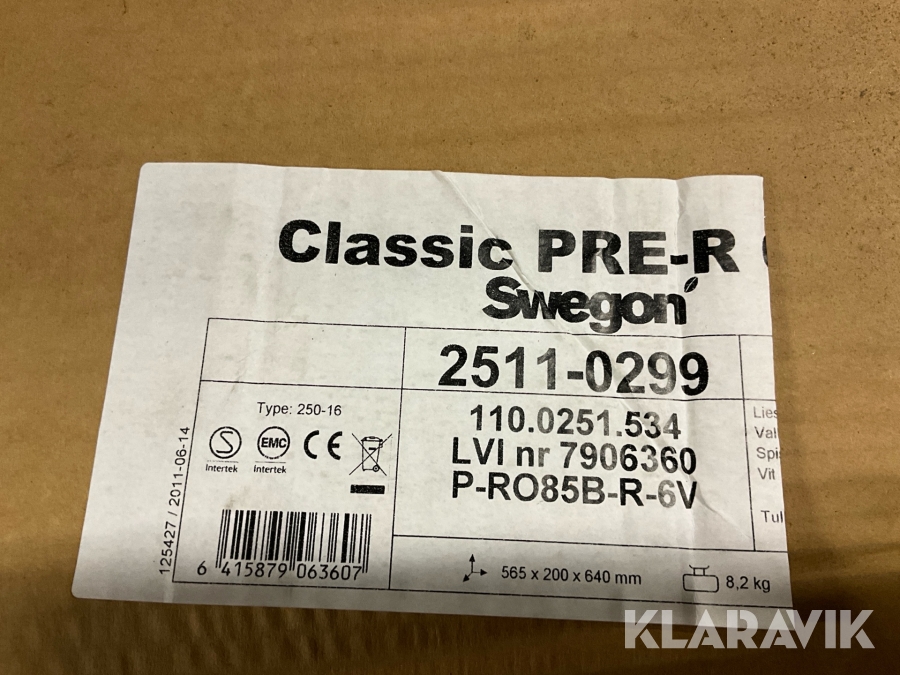 Classic PRE-R
Swegon
2511-0299
Type: 250-16
110.0251.534
LVI nr 7906360
P-RO85B-R-6V
S
EMC
CE
Intertek
Intertek
125427 / 2011-06-14
6 415879 063607
565 x 200 x 640 mm
8,2 kg
Lies
Val
Spi
Vit
Tul
KLARAVIK